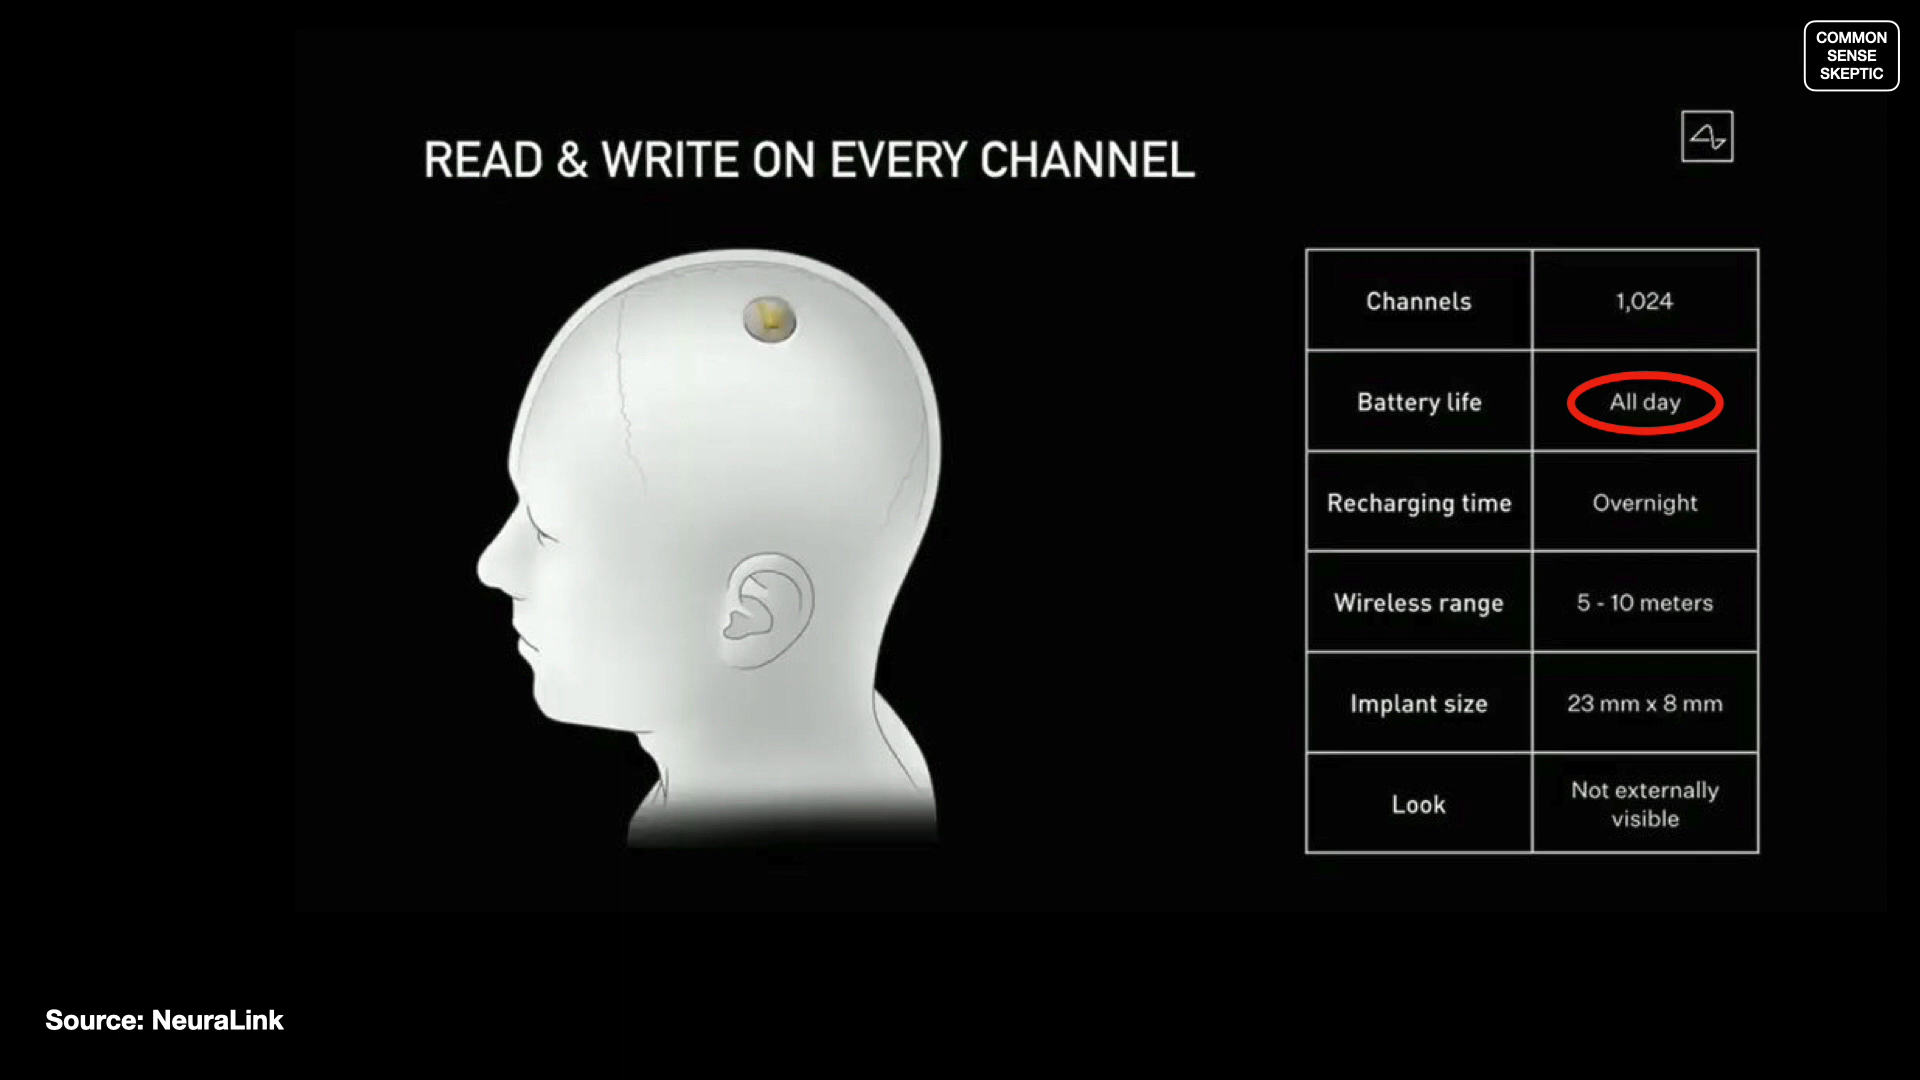 COMMON
SENSE
SKEPTIC
READ & WRITE ON EVERY CHANNEL
Channels 1,024
Battery life All day
Recharging time Overnight
Wireless range 5 - 10 meters
Implant size 23 mm x 8 mm
Look Not externally
visible
Source: NeuraLink